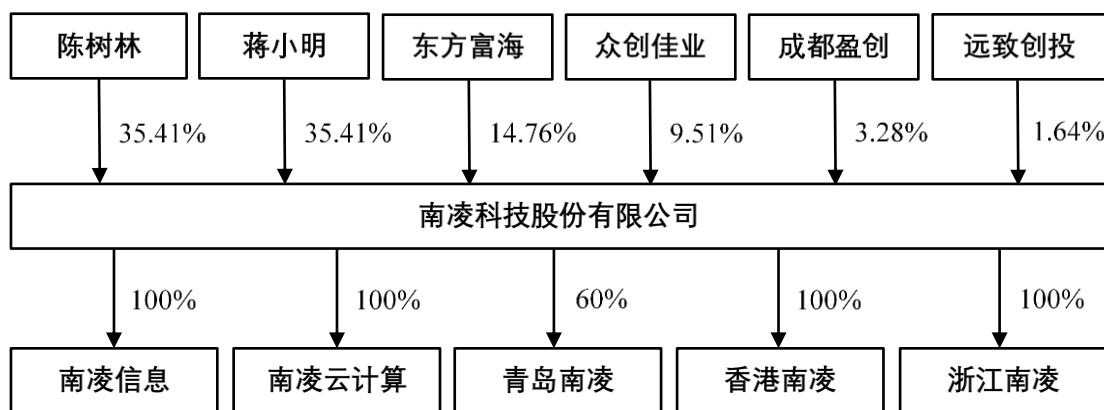 陈树林 蒋小明 东方富海 众创佳业 成都盈创 远致创投
35.41% 35.41% 14.76% 9.51% 3.28% 1.64%
南凌科技股份有限公司
100% 100% 60% 100% 100%
南凌信息 南凌云计算 青岛南凌 香港南凌 浙江南凌